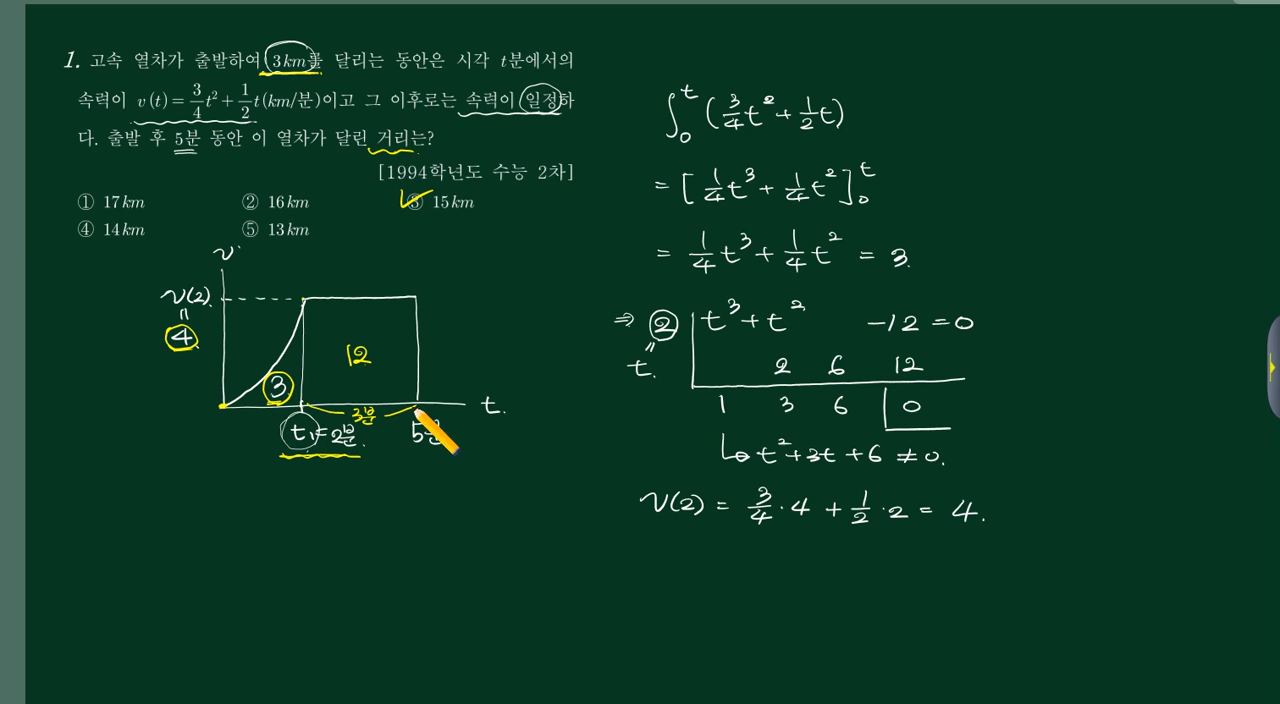 1. 고속 열차가 출발하여 3km를 달리는 동안은 시각 t분에서의
속력이 v(t)=3/4t²+1/2t(km/분)이고 그 이후로는 속력이 일정하
다. 출발 후 5분 동안 이 열차가 달린 거리는?
[1994학년도 수능 2차]
① 17km ② 16km ③ 15km
④ 14km ⑤ 13km
v
v(2)
=
4
3
12
3분
t.
t₁=2분.
5분
∫₀ᵗ(3/4t²+1/2t)
=[1/4t³+1/4t²]₀ᵗ
=1/4t³+1/4t²=3.
⇒ ② t³+t² -12=0
=
t.
2 6 12
1 3 6 0
t²+3t+6≠0.
v(2)=3/4·4+1/2·2=4.